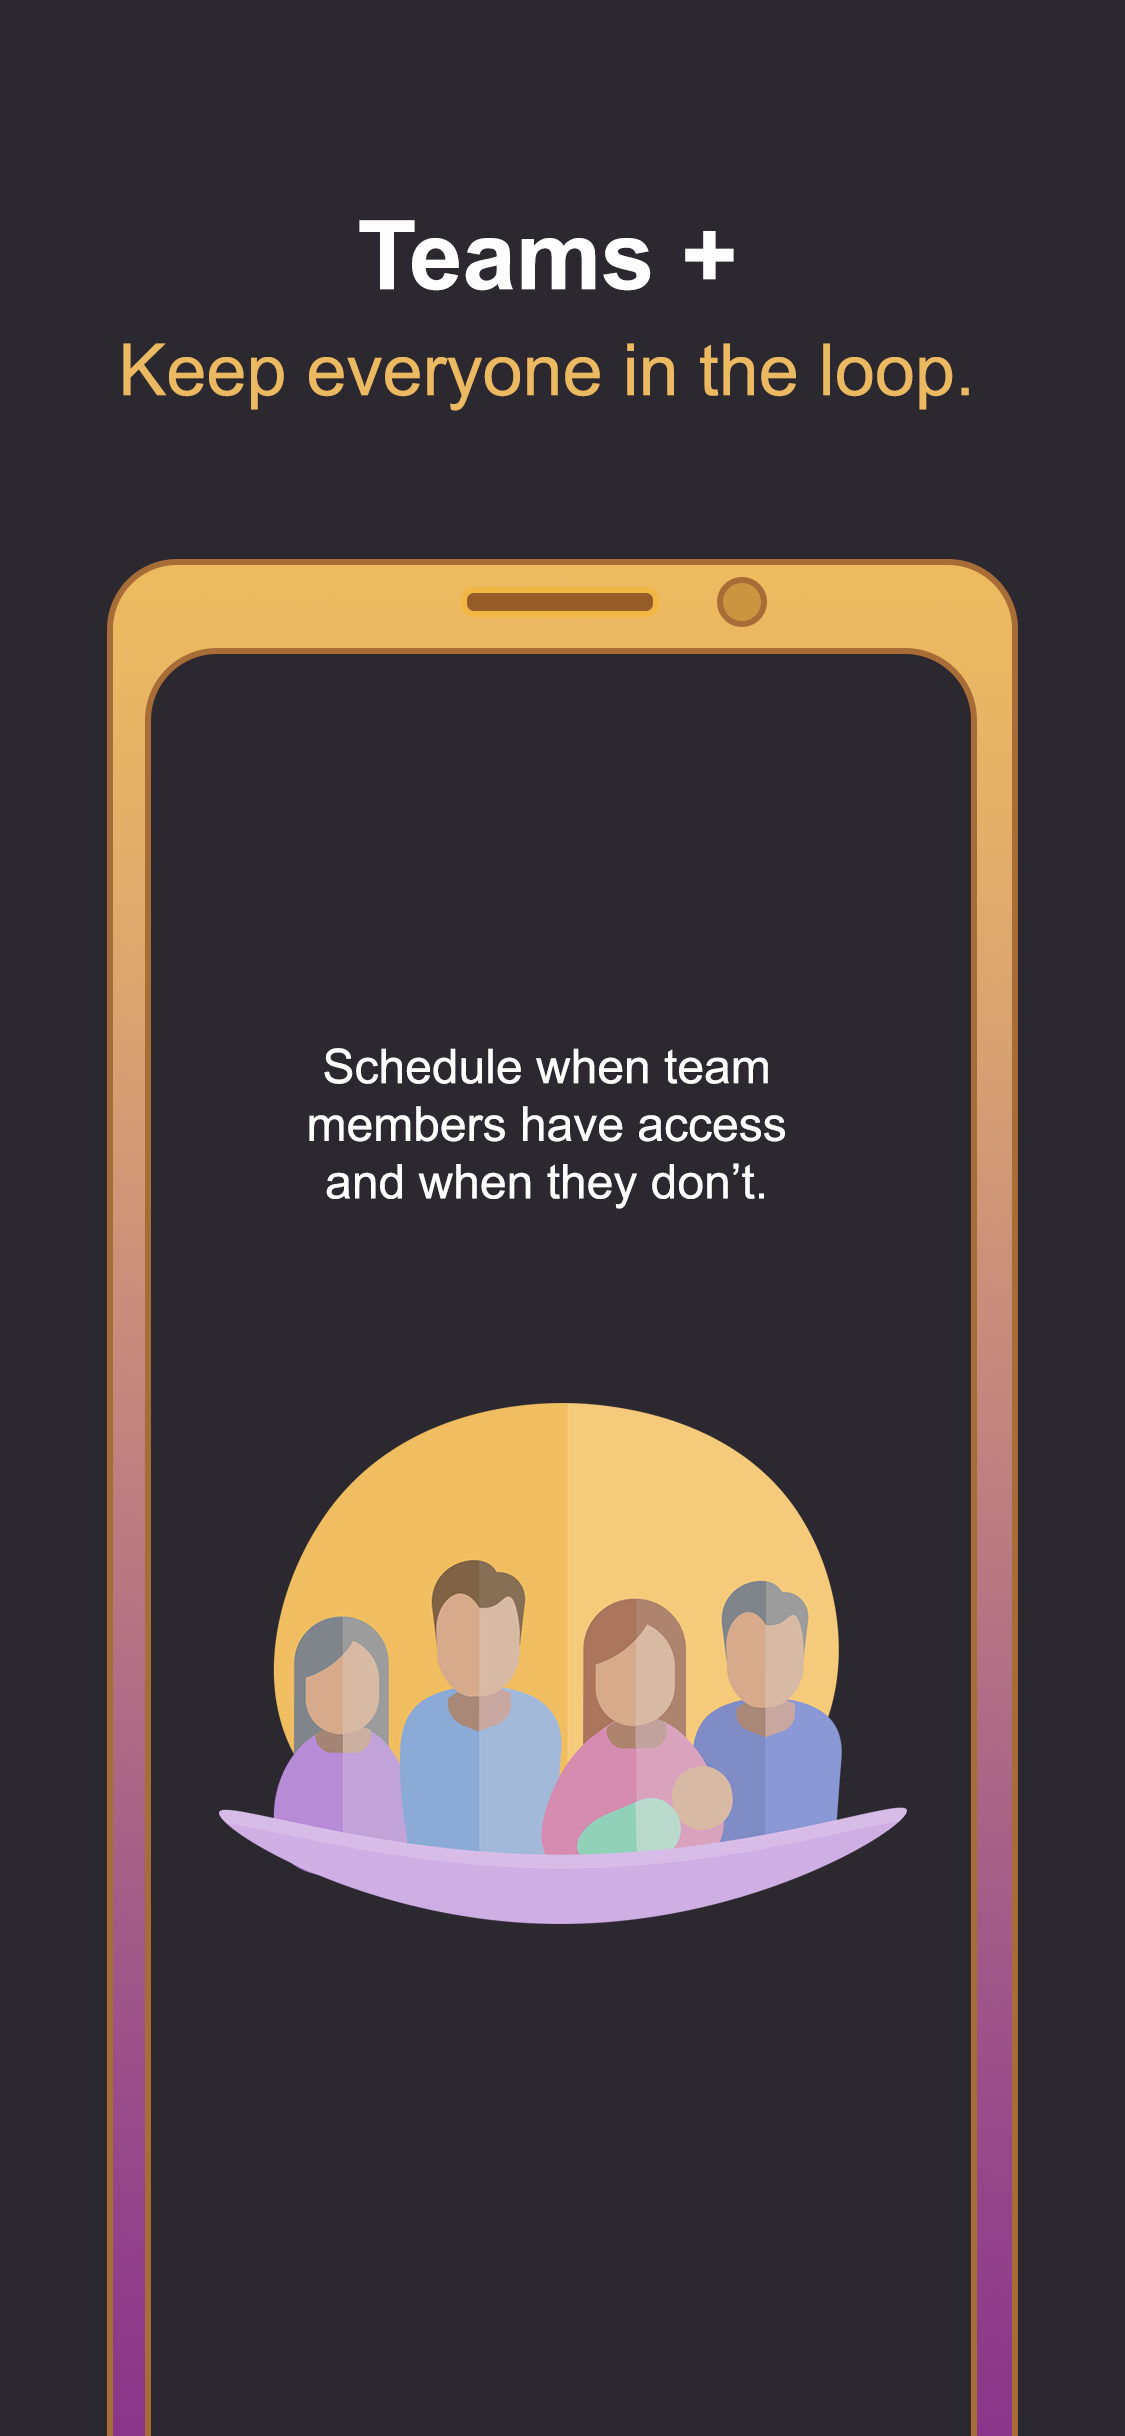 Teams +
Keep everyone in the loop.
Schedule when team
members have access
and when they don’t.